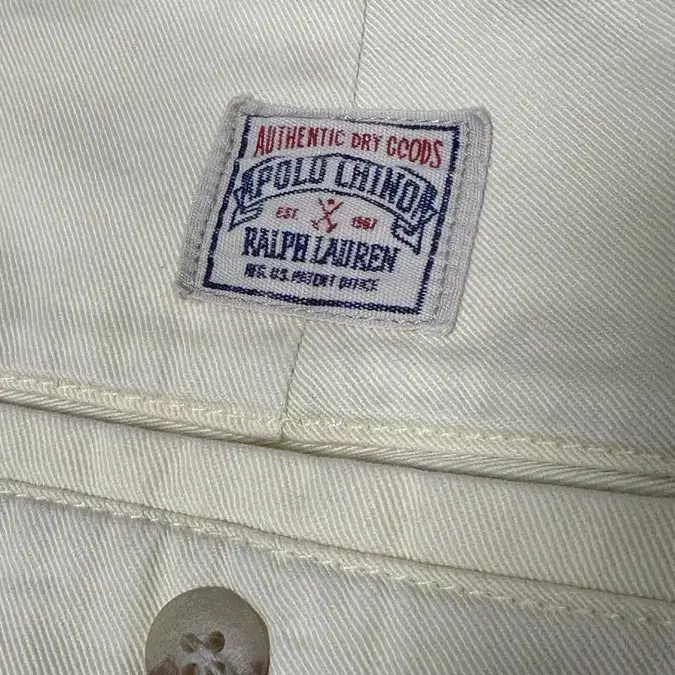 AUTHENTIC DRY GOODS
POLO CHINO
EST. 1967
RALPH LAUREN
REG. U.S. PATENT OFFICE